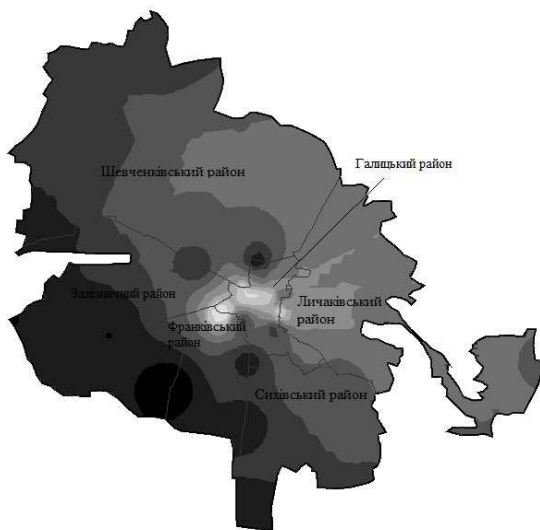 Галицький район
Шевченківський район
Залізничний район
Личаківський
район
Франківський
район
Сихівський район